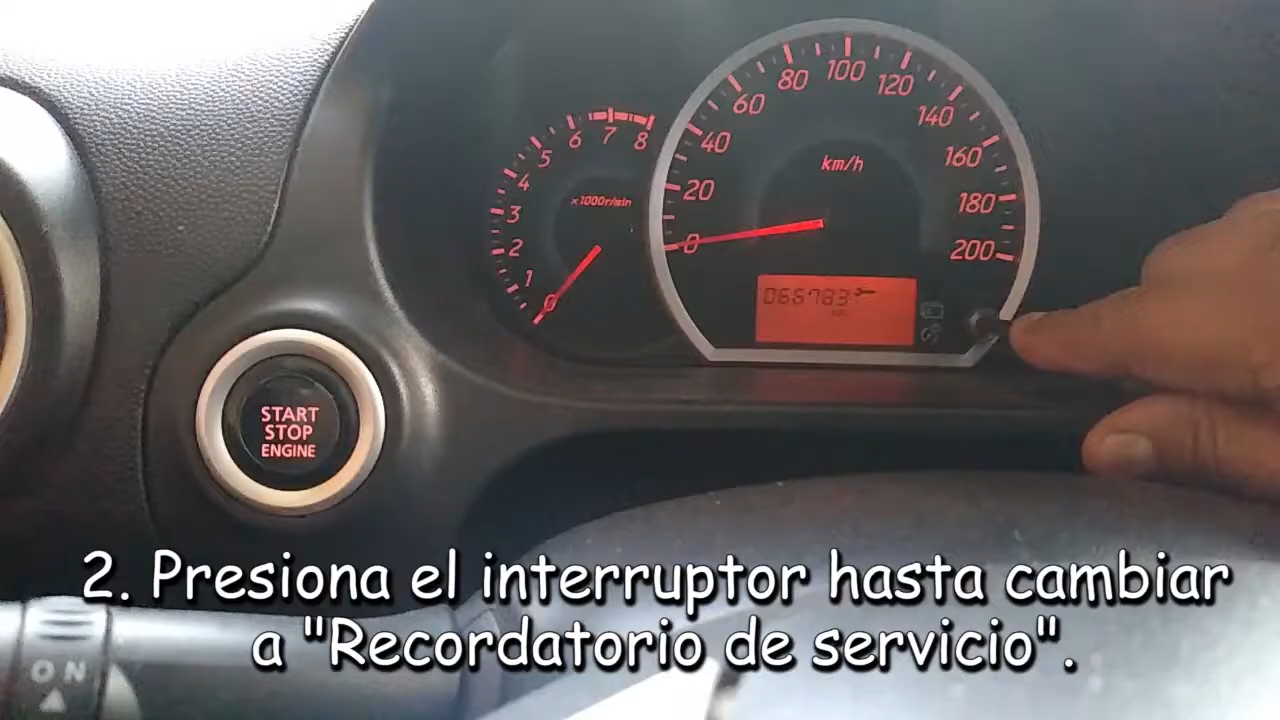 8
7
6
5
4
3
2
1
0
x1000r/min
0
20
40
60
80
100
120
140
160
180
200
km/h
066783
START
STOP
ENGINE
2. Presiona el interruptor hasta cambiar
a "Recordatorio de servicio".
ON